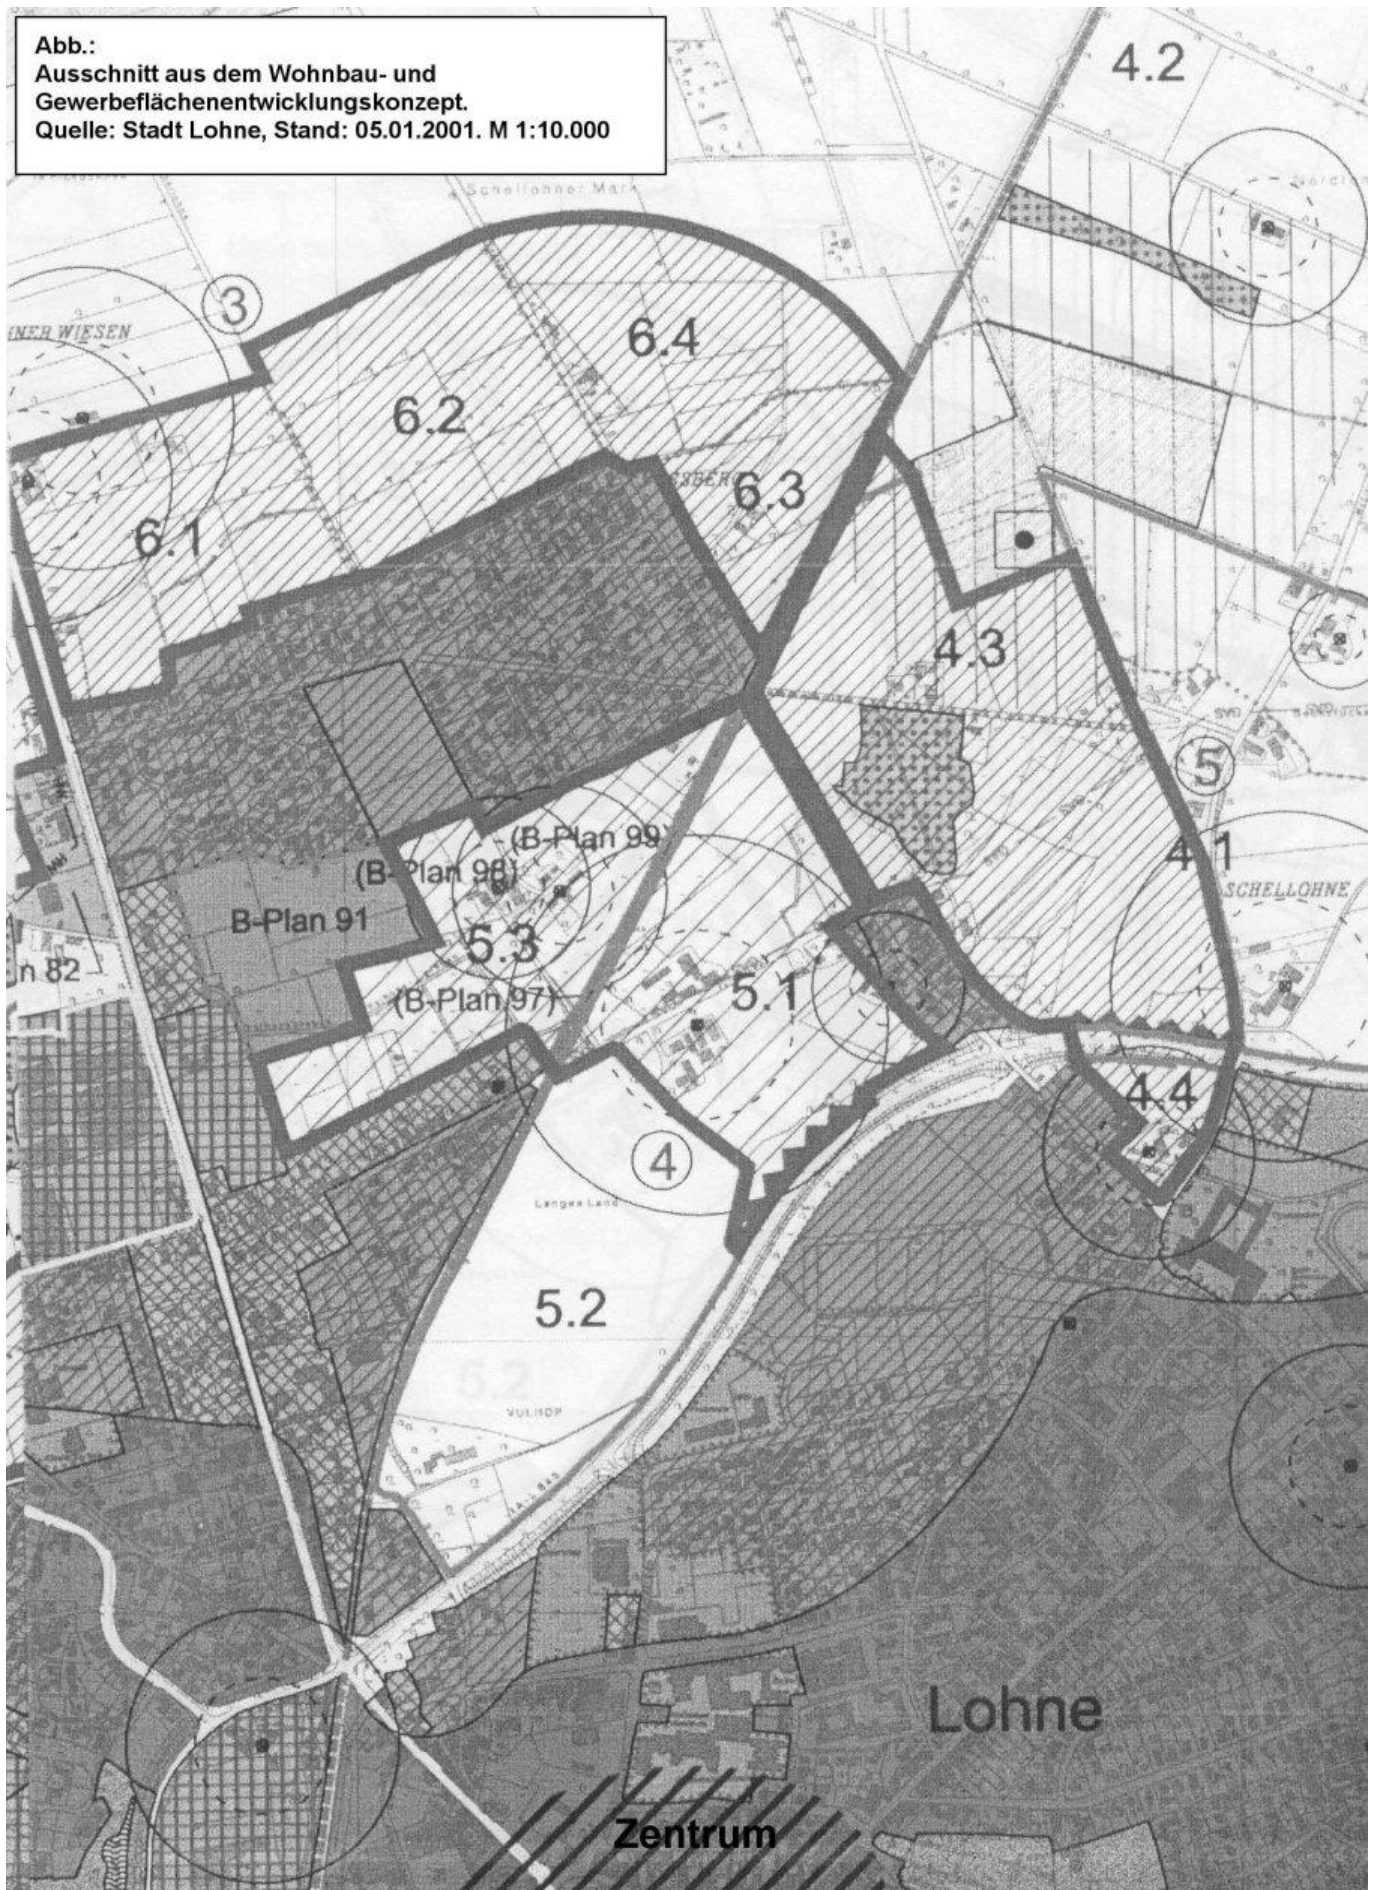 Abb.:
Ausschnitt aus dem Wohnbau- und
Gewerbeflächenentwicklungskonzept.
Quelle: Stadt Lohne, Stand: 05.01.2001. M 1:10.000
4.2
Schellohner Mark
3
WIESEN
6.4
6.2
6.3
6.1
4.3
5
4.1
(B-Plan 99)
(B-Plan 98)
SCHELLOHNE
B-Plan 91
5.3
n 82
5.1
(B-Plan 97)
4.4
4
Langes Land
5.2
5.2
VULHOP
Lohne
Zentrum